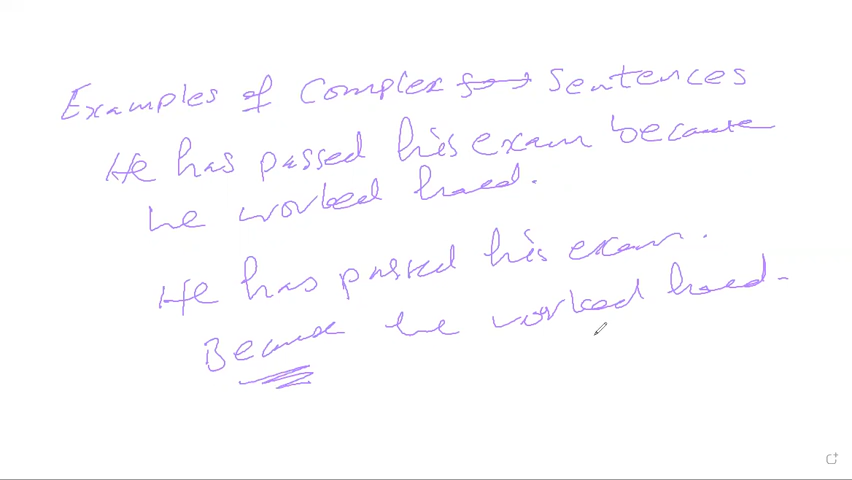 Examples of Complex Sentences
He has passed his exam because
he worked hard.
He has passed his exam.
Because he worked hard.